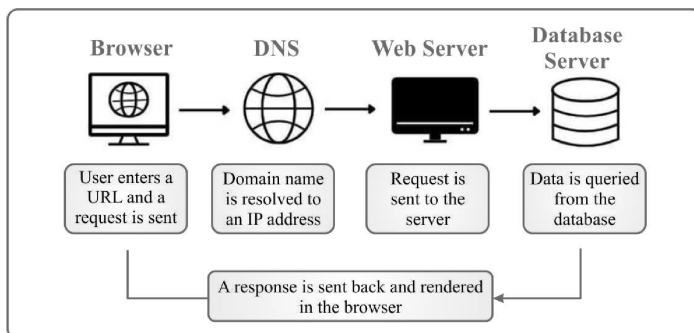 Browser
DNS
Web Server
Database
Server
User enters a
URL and a
request is sent
Domain name
is resolved to
an IP address
Request is
sent to the
server
Data is queried
from the
database
A response is sent back and rendered
in the browser